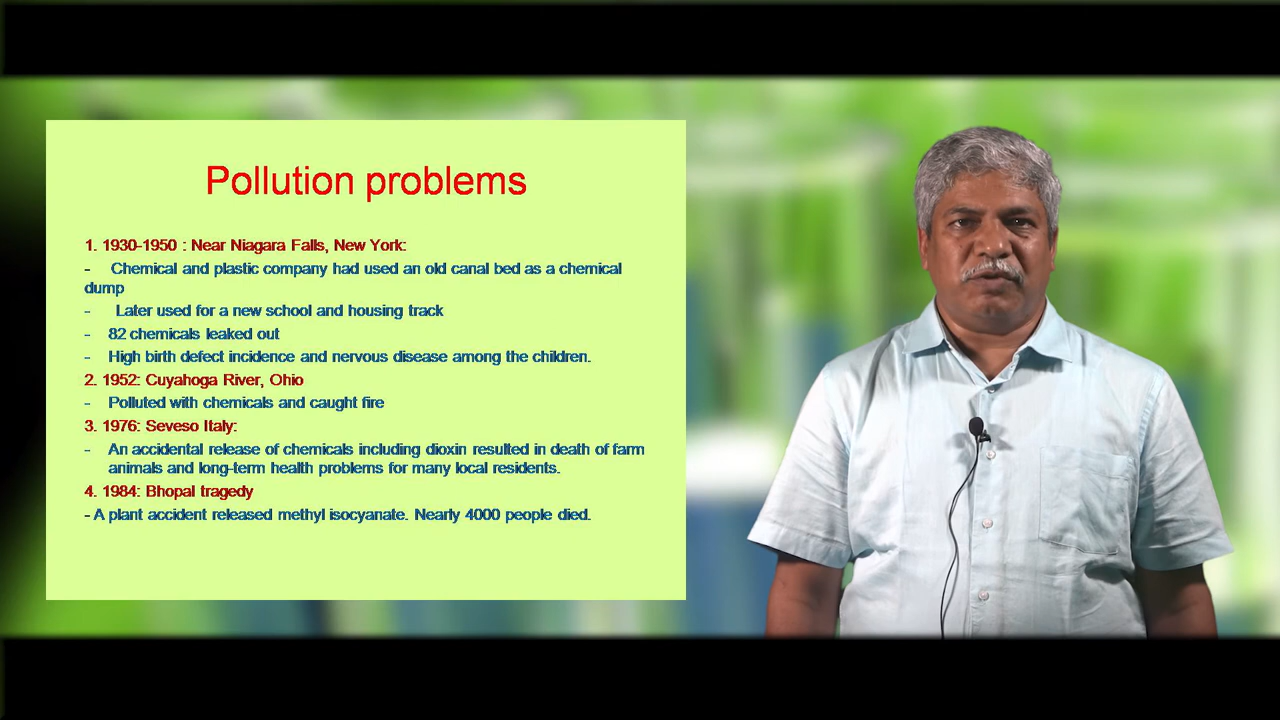 Pollution problems
1. 1930-1950 : Near Niagara Falls, New York:
- Chemical and plastic company had used an old canal bed as a chemical
dump
- Later used for a new school and housing track
- 82 chemicals leaked out
- High birth defect incidence and nervous disease among the children.
2. 1952: Cuyahoga River, Ohio
- Polluted with chemicals and caught fire
3. 1976: Seveso Italy:
- An accidental release of chemicals including dioxin resulted in death of farm
animals and long-term health problems for many local residents.
4. 1984: Bhopal tragedy
- A plant accident released methyl isocyanate. Nearly 4000 people died.